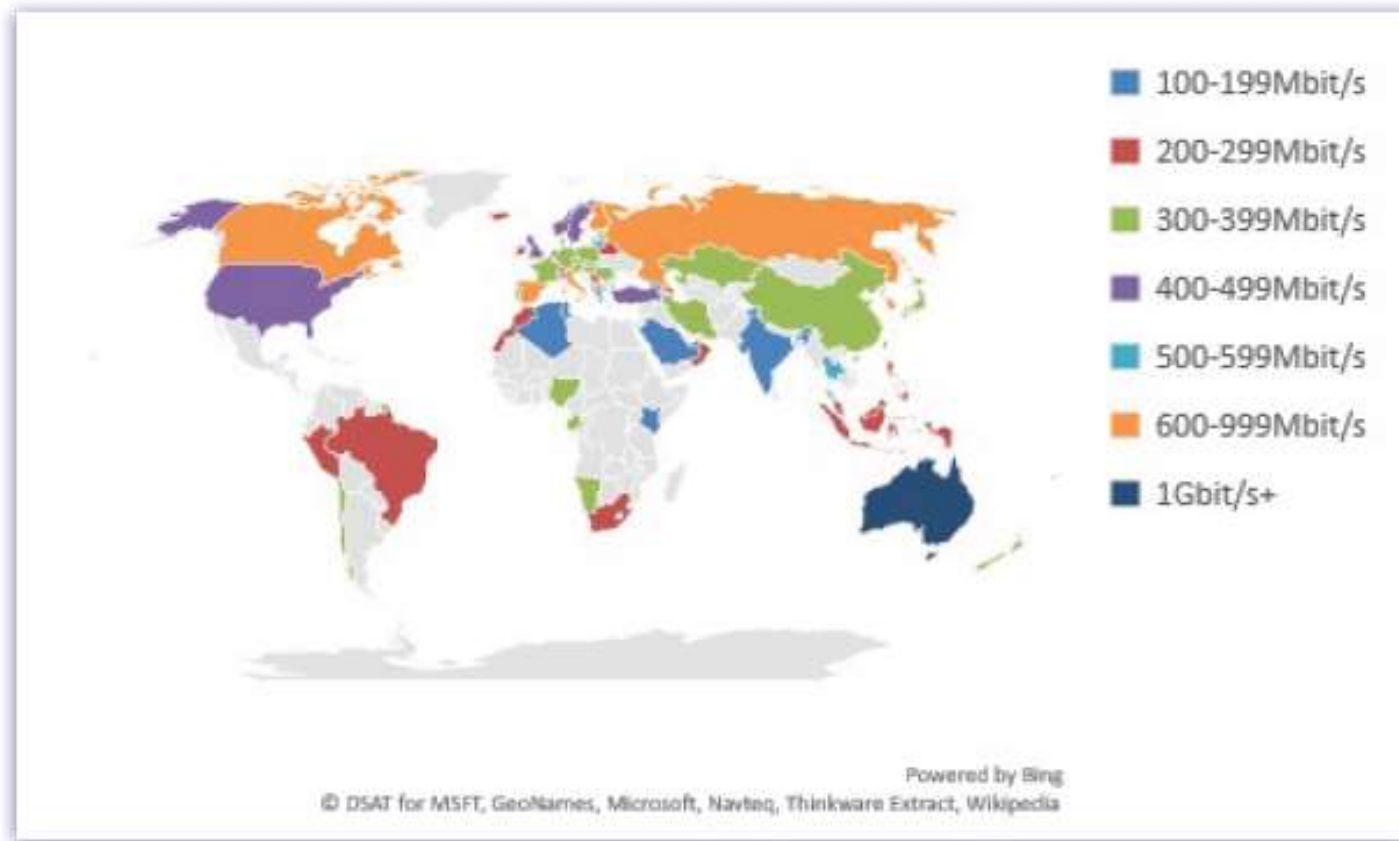 100-199Mbit/s
200-299Mbit/s
300-399Mbit/s
400-499Mbit/s
500-599Mbit/s
600-999Mbit/s
1Gbit/s+
Powered by Bing
© DSAT for MSFT, GeoNames, Microsoft, Navteq, Thinkware Extract, Wikipedia